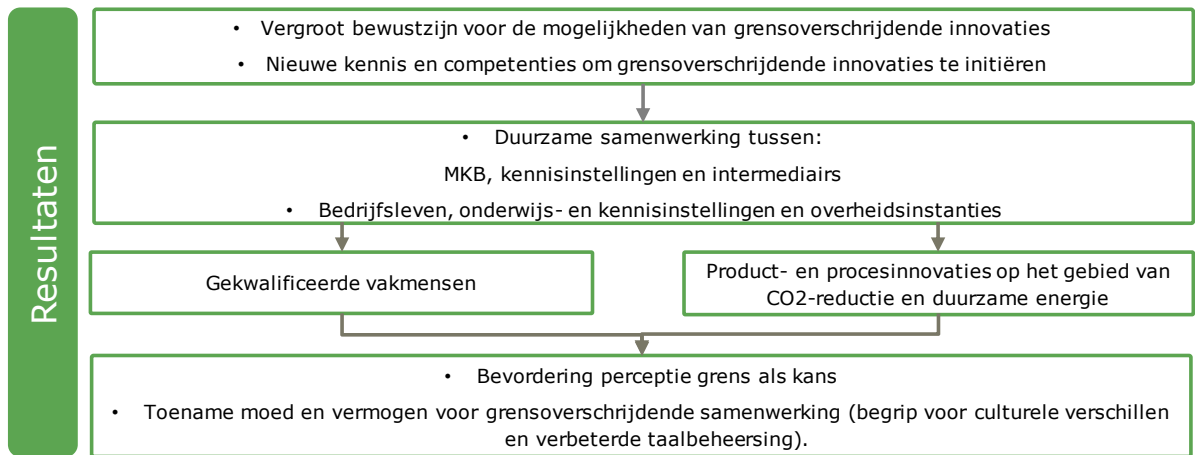 Resultaten
• Vergroot bewustzijn voor de mogelijkheden van grensoverschrijdende innovaties
• Nieuwe kennis en competenties om grensoverschrijdende innovaties te initiëren
• Duurzame samenwerking tussen:
MKB, kennisinstellingen en intermediairs
• Bedrijfsleven, onderwijs- en kennisinstellingen en overheidsinstanties
Gekwalificeerde vakmensen
Product- en procesinnovaties op het gebied van
CO2-reductie en duurzame energie
• Bevordering perceptie grens als kans
• Toename moed en vermogen voor grensoverschrijdende samenwerking (begrip voor culturele verschillen
en verbeterde taalbeheersing).